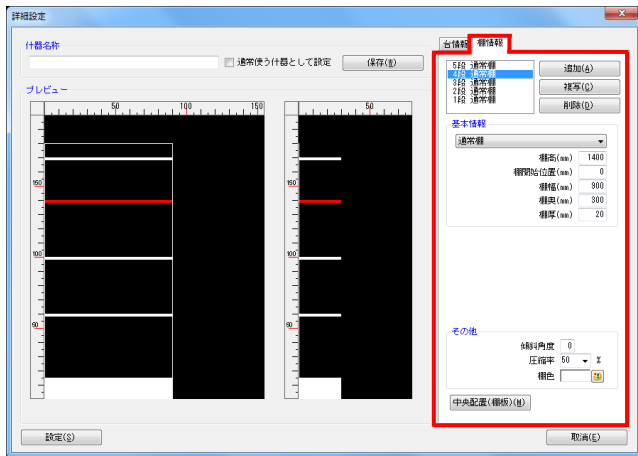 詳細設定
什器名称
通常使う什器として設定
保存(W)
プレビュー
50 100 150
50
150
100
50
150
100
50
台情報 棚情報
5段 通常棚
4段 通常棚
3段 通常棚
2段 通常棚
1段 通常棚
追加(A)
複写(C)
削除(D)
基本情報
通常棚
棚高(mm) 1400
棚開始位置(mm) 0
棚幅(mm) 900
棚奥(mm) 300
棚厚(mm) 20
その他
傾斜角度 0
圧縮率 50 %
棚色
中央配置(棚板)(M)
設定(S)
取消(E)